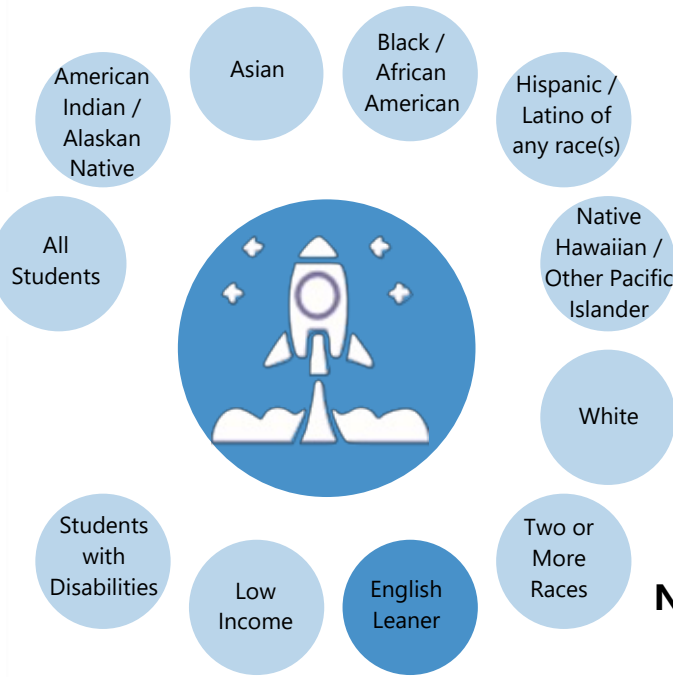 American
Indian /
Alaskan
Native
Asian
Black /
African
American
Hispanic /
Latino of
any race(s)
Native
Hawaiian /
Other Pacific
Islander
White
Two or
More
Races
English
Leaner
Low
Income
Students
with
Disabilities
All
Students
N